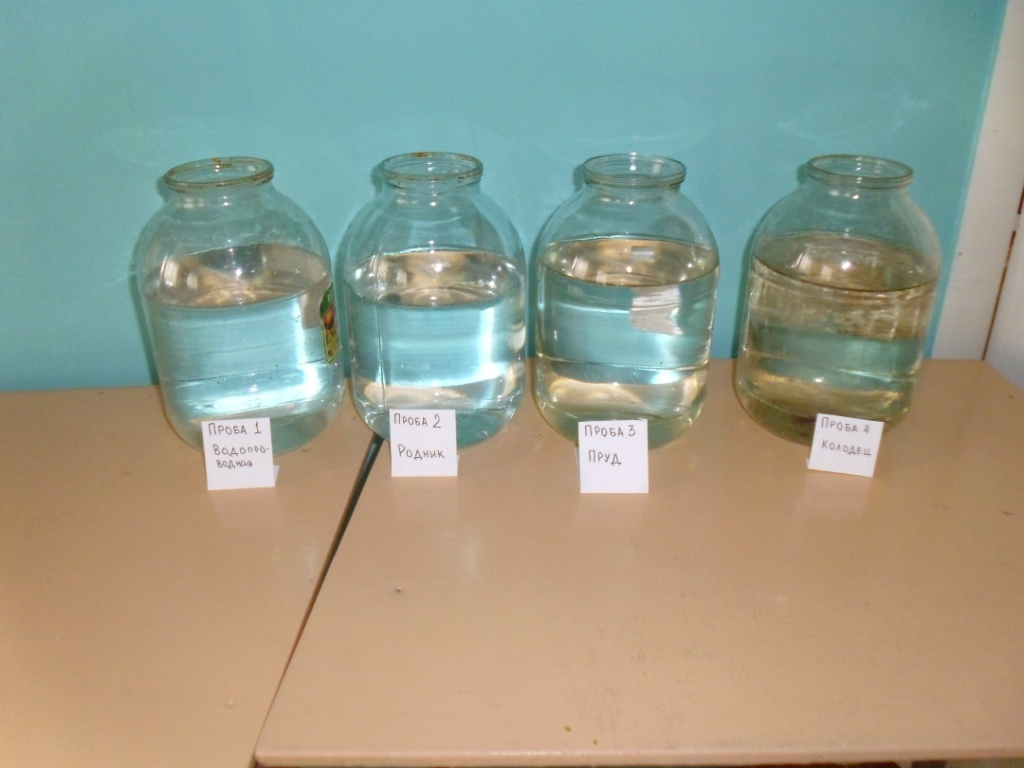 ПРОБА 1
ВОДОПРО-
ВОДНАЯ
ПРОБА 2
РОДНИК
ПРОБА 3
ПРУД
ПРОБА 4
КОЛОДЕЦ